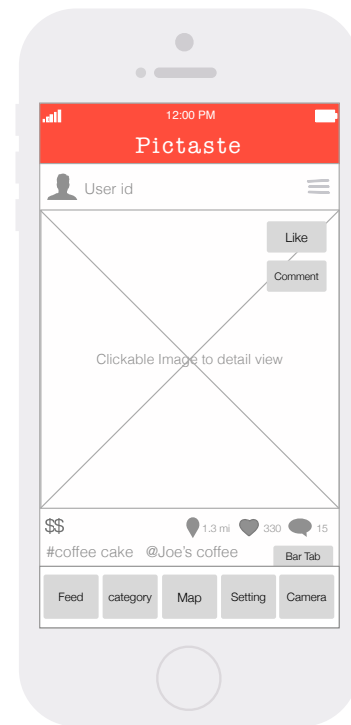 12:00 PM
Pictaste
User id
Like
Comment
Clickable Image to detail view
$$ 1.3 mi 330 15
#coffee cake @Joe's coffee Bar Tab
Feed category Map Setting Camera